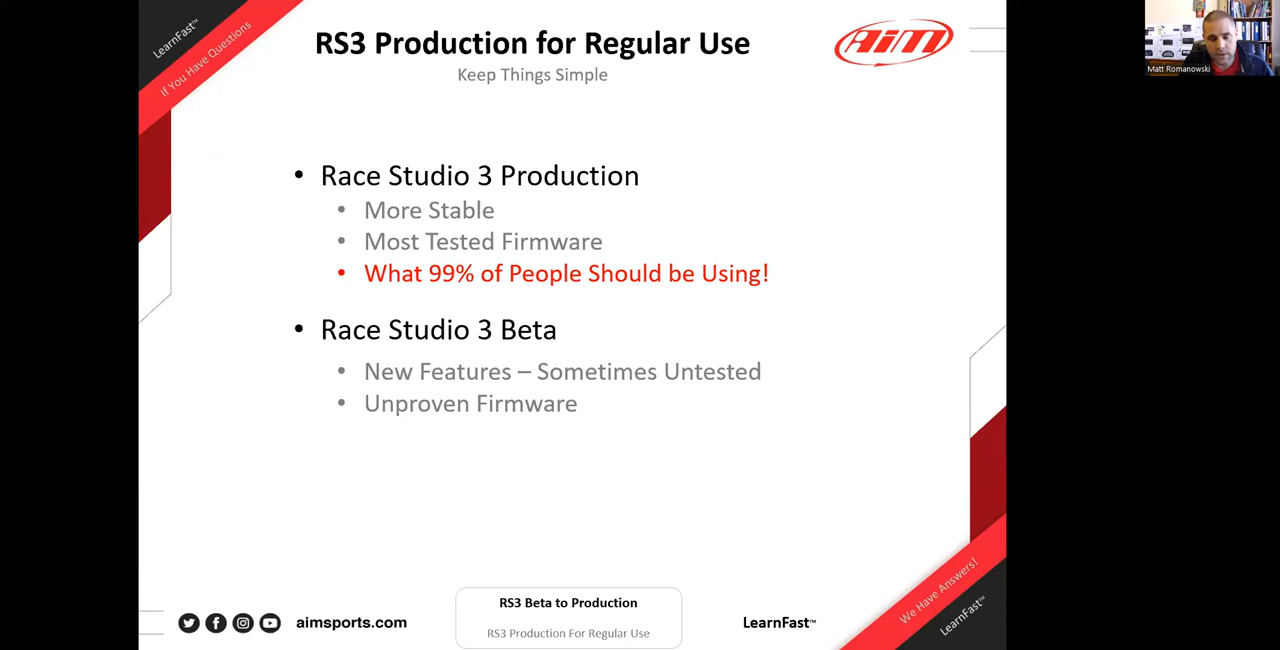 LearnFast™
If You Have Questions
RS3 Production for Regular Use
Keep Things Simple
AiM
Matt Romanowski
• Race Studio 3 Production
• More Stable
• Most Tested Firmware
• What 99% of People Should be Using!
• Race Studio 3 Beta
• New Features – Sometimes Untested
• Unproven Firmware
aimsports.com
RS3 Beta to Production
RS3 Production For Regular Use
LearnFast™
We Have Answers!
LearnFast™